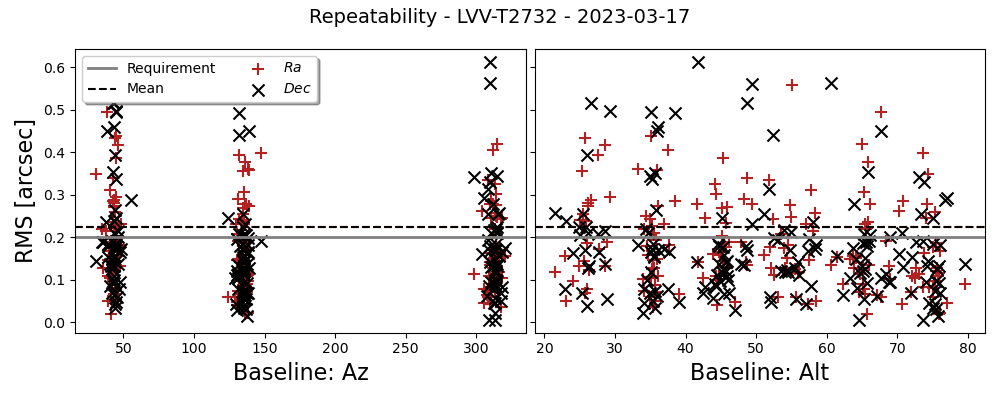 Repeatability - LVV-T2732 - 2023-03-17
RMS [arcsec]
0.6
0.5
0.4
0.3
0.2
0.1
0.0
Requirement
Mean
Ra
Dec
50 100 150 200 250 300
Baseline: Az
20 30 40 50 60 70 80
Baseline: Alt